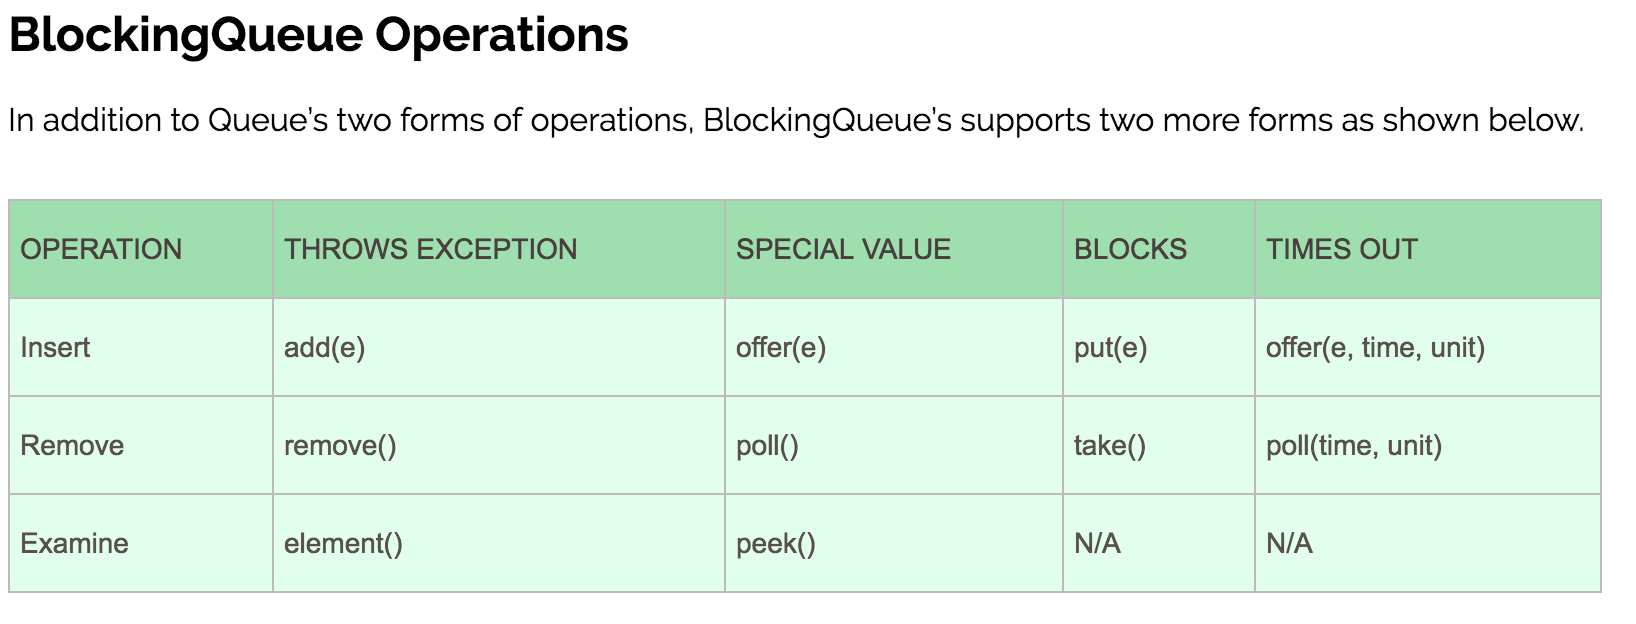 BlockingQueue Operations
In addition to Queue’s two forms of operations, BlockingQueue’s supports two more forms as shown below.
OPERATION THROWS EXCEPTION SPECIAL VALUE BLOCKS TIMES OUT
Insert add(e) offer(e) put(e) offer(e, time, unit)
Remove remove() poll() take() poll(time, unit)
Examine element() peek() N/A N/A